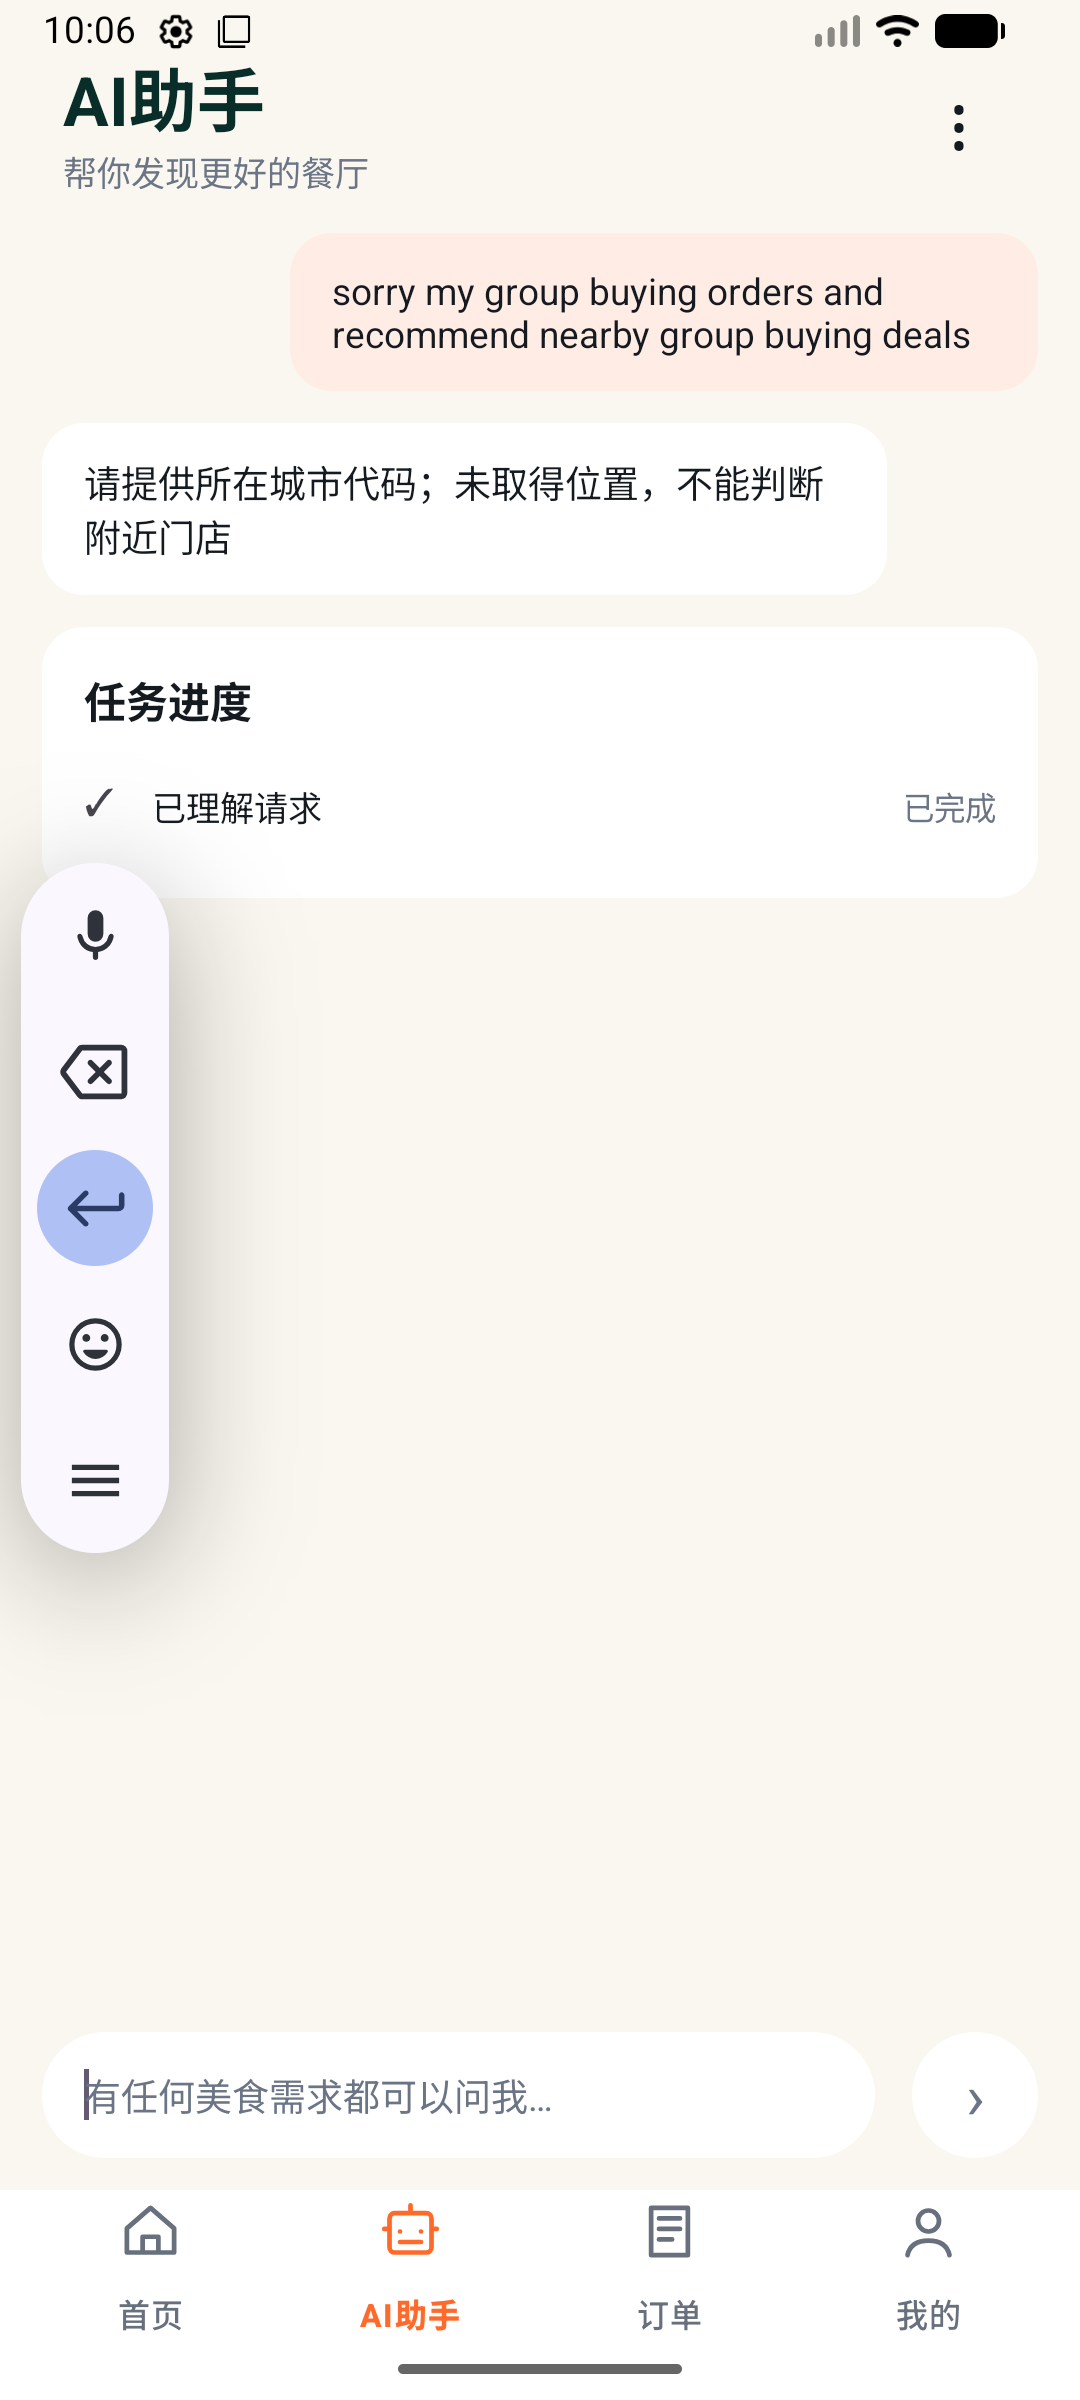 10:06
AI助手
帮你发现更好的餐厅
sorry my group buying orders and
recommend nearby group buying deals
请提供所在城市代码；未取得位置，不能判断
附近门店
任务进度
✓ 已理解请求 已完成
有任何美食需求都可以问我...
首页 AI助手 订单 我的